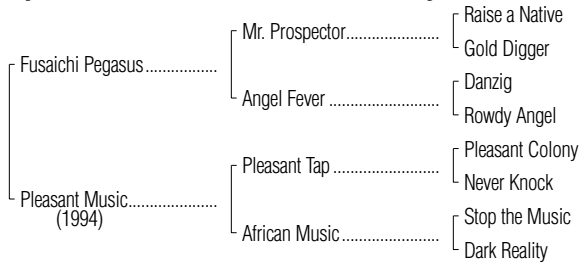 Raise a Native
Mr. Prospector.....................
Gold Digger
Fusaichi Pegasus.................
Danzig
Angel Fever .........................
Rowdy Angel
Pleasant Colony
Pleasant Tap ........................
Never Knock
Pleasant Music.....................
(1994)
Stop the Music
African Music......................
Dark Reality